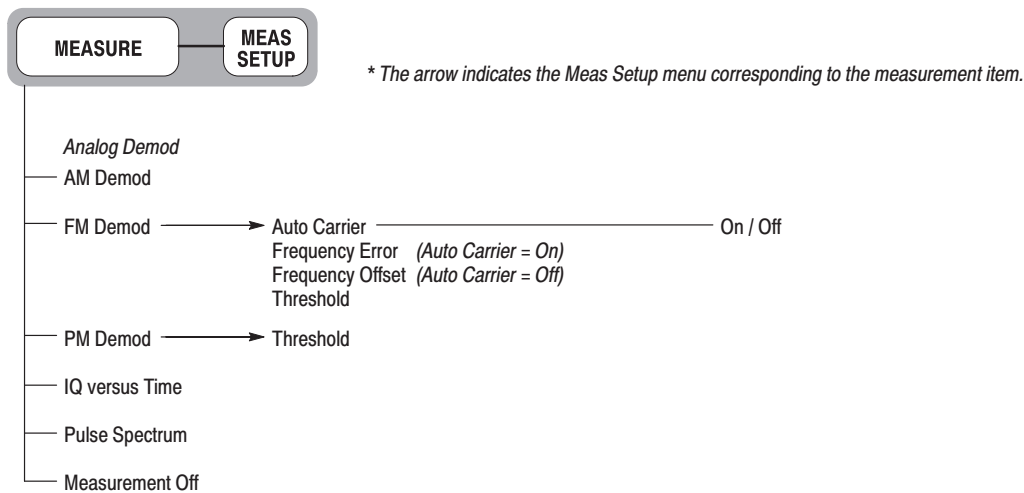 MEASURE
MEAS
SETUP
* The arrow indicates the Meas Setup menu corresponding to the measurement item.
Analog Demod
AM Demod
FM Demod Auto Carrier On / Off
Frequency Error (Auto Carrier = On)
Frequency Offset (Auto Carrier = Off)
Threshold
PM Demod Threshold
IQ versus Time
Pulse Spectrum
Measurement Off